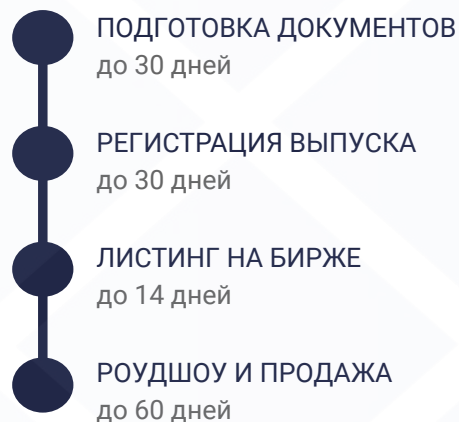 ПОДГОТОВКА ДОКУМЕНТОВ
до 30 дней
РЕГИСТРАЦИЯ ВЫПУСКА
до 30 дней
ЛИСТИНГ НА БИРЖЕ
до 14 дней
РОУДШОУ И ПРОДАЖА
до 60 дней